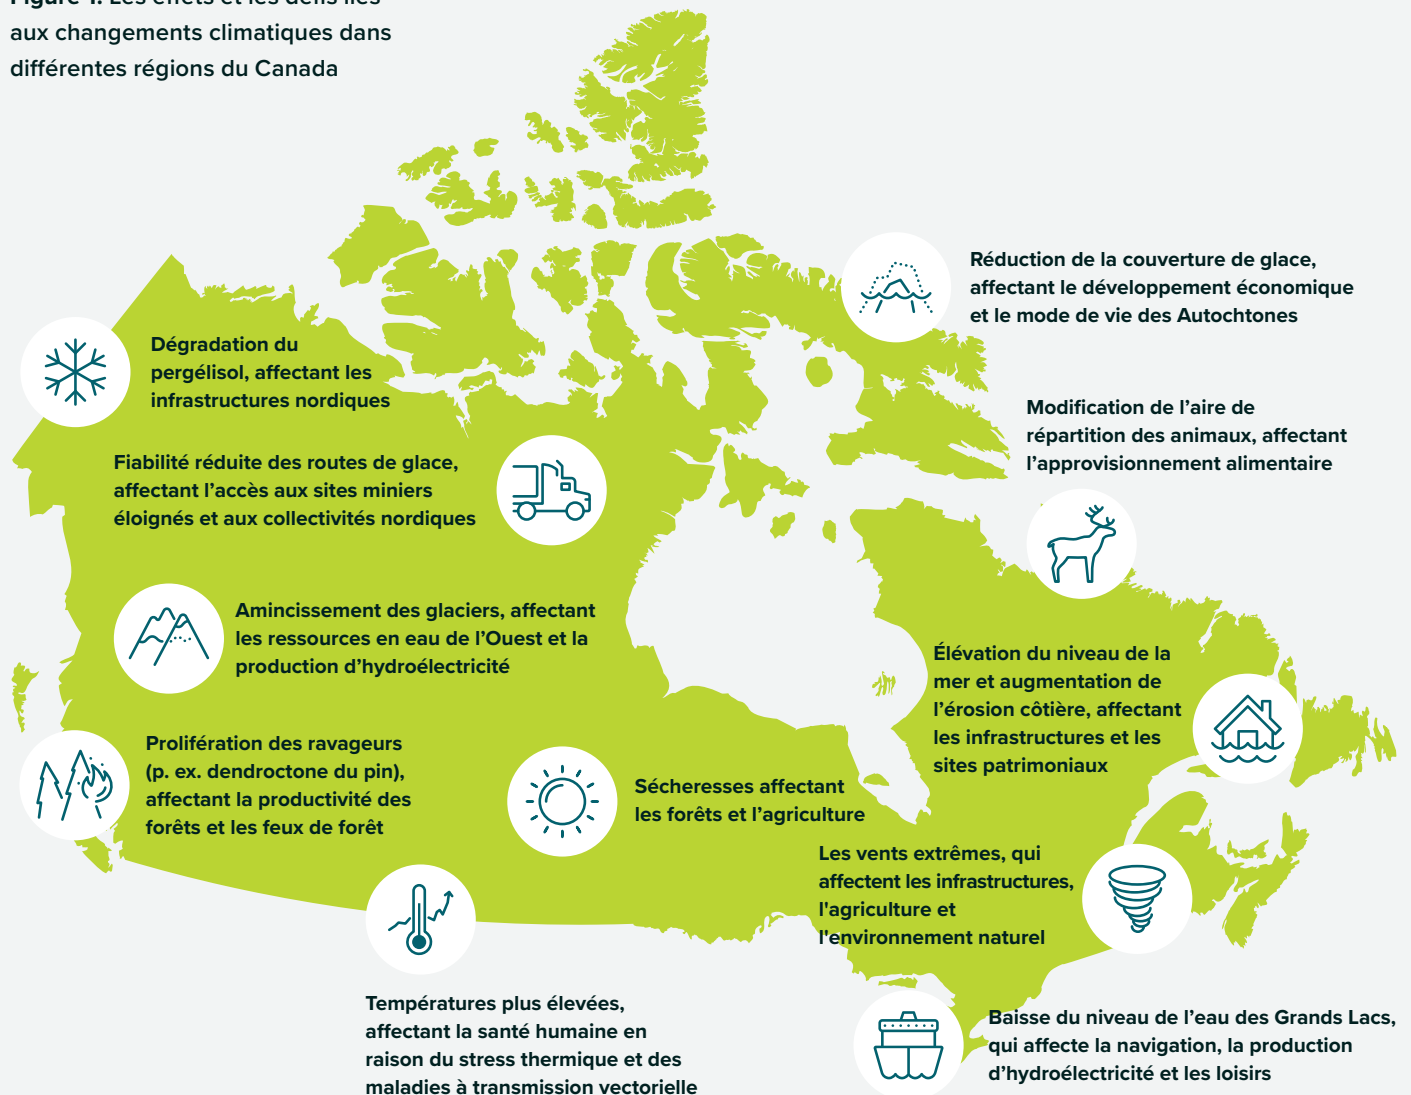 Figure 1. Les effets et les défis liés
aux changements climatiques dans
différentes régions du Canada
Réduction de la couverture de glace,
affectant le développement économique
et le mode de vie des Autochtones
Dégradation du
pergélisol, affectant les
infrastructures nordiques
Modification de l’aire de
répartition des animaux, affectant
l’approvisionnement alimentaire
Fiabilité réduite des routes de glace,
affectant l’accès aux sites miniers
éloignés et aux collectivités nordiques
Amincissement des glaciers, affectant
les ressources en eau de l’Ouest et la
production d’hydroélectricité
Élévation du niveau de la
mer et augmentation de
l’érosion côtière, affectant
les infrastructures et les
sites patrimoniaux
Prolifération des ravageurs
(p. ex. dendroctone du pin),
affectant la productivité des
forêts et les feux de forêt
Sécheresses affectant
les forêts et l’agriculture
Les vents extrêmes, qui
affectent les infrastructures,
l'agriculture et
l'environnement naturel
Températures plus élevées,
affectant la santé humaine en
raison du stress thermique et des
maladies à transmission vectorielle
Baisse du niveau de l’eau des Grands Lacs,
qui affecte la navigation, la production
d’hydroélectricité et les loisirs